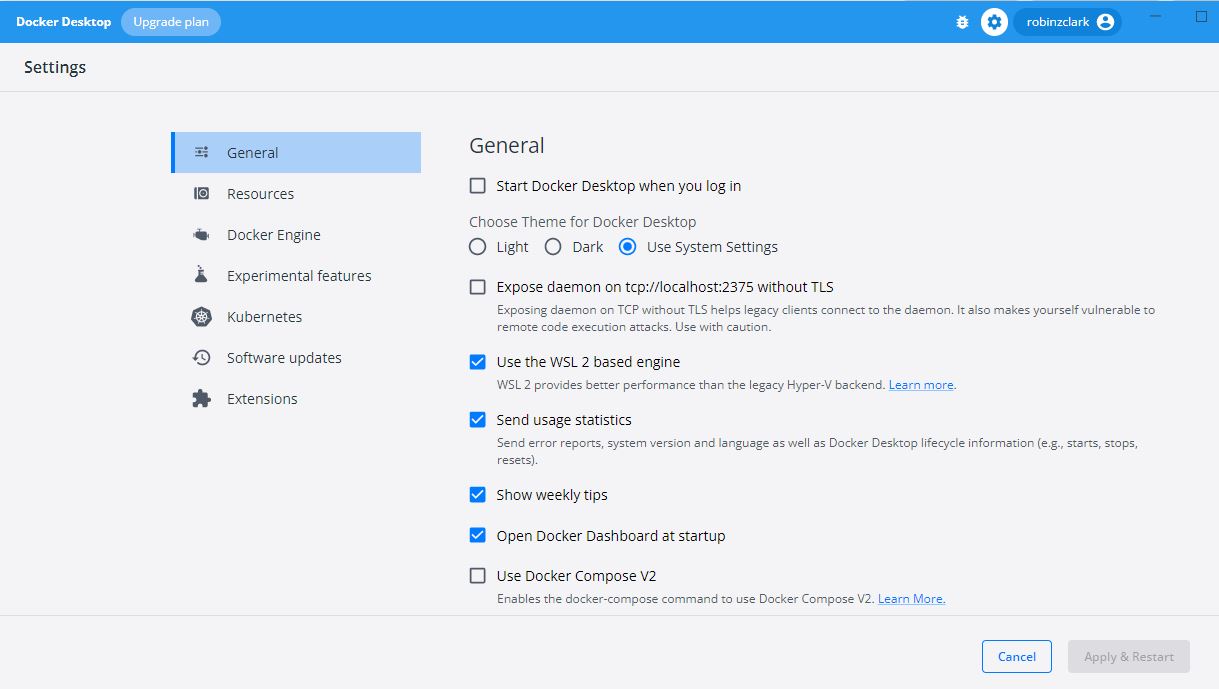 Docker Desktop Upgrade plan robinzclark
Settings
General
Resources
Docker Engine
Experimental features
Kubernetes
Software updates
Extensions
General
Start Docker Desktop when you log in
Choose Theme for Docker Desktop
Light Dark Use System Settings
Expose daemon on tcp://localhost:2375 without TLS
Exposing daemon on TCP without TLS helps legacy clients connect to the daemon. It also makes yourself vulnerable to
remote code execution attacks. Use with caution.
Use the WSL 2 based engine
WSL 2 provides better performance than the legacy Hyper-V backend. Learn more.
Send usage statistics
Send error reports, system version and language as well as Docker Desktop lifecycle information (e.g., starts, stops,
resets).
Show weekly tips
Open Docker Dashboard at startup
Use Docker Compose V2
Enables the docker-compose command to use Docker Compose V2. Learn More.
Cancel Apply & Restart